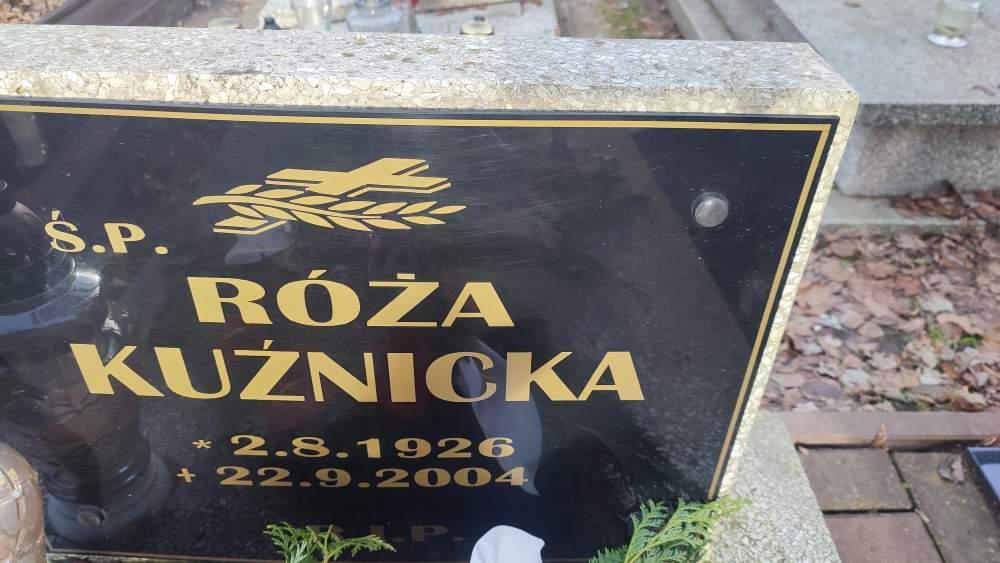 Ś.P.
RÓŻA
KUŹNICKA
* 2.8.1926
+ 22.9.2004
R.I.P.